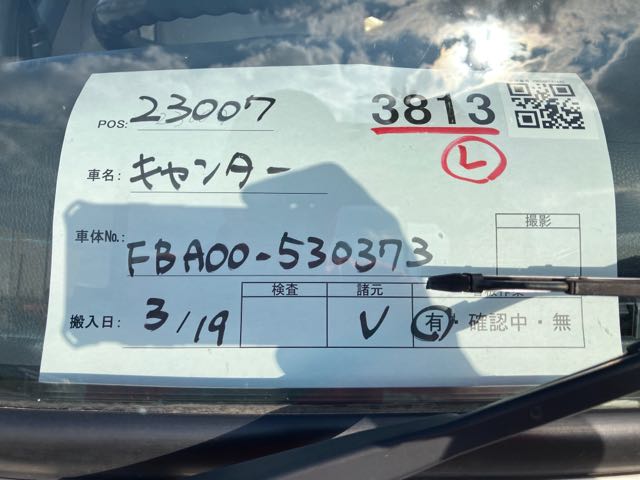 POS: 23007
3813
L
車名: キャンター
車体No.: FBA00-530373
撮影
検査 諸元
搬入日: 3/19 V 有・確認中・無